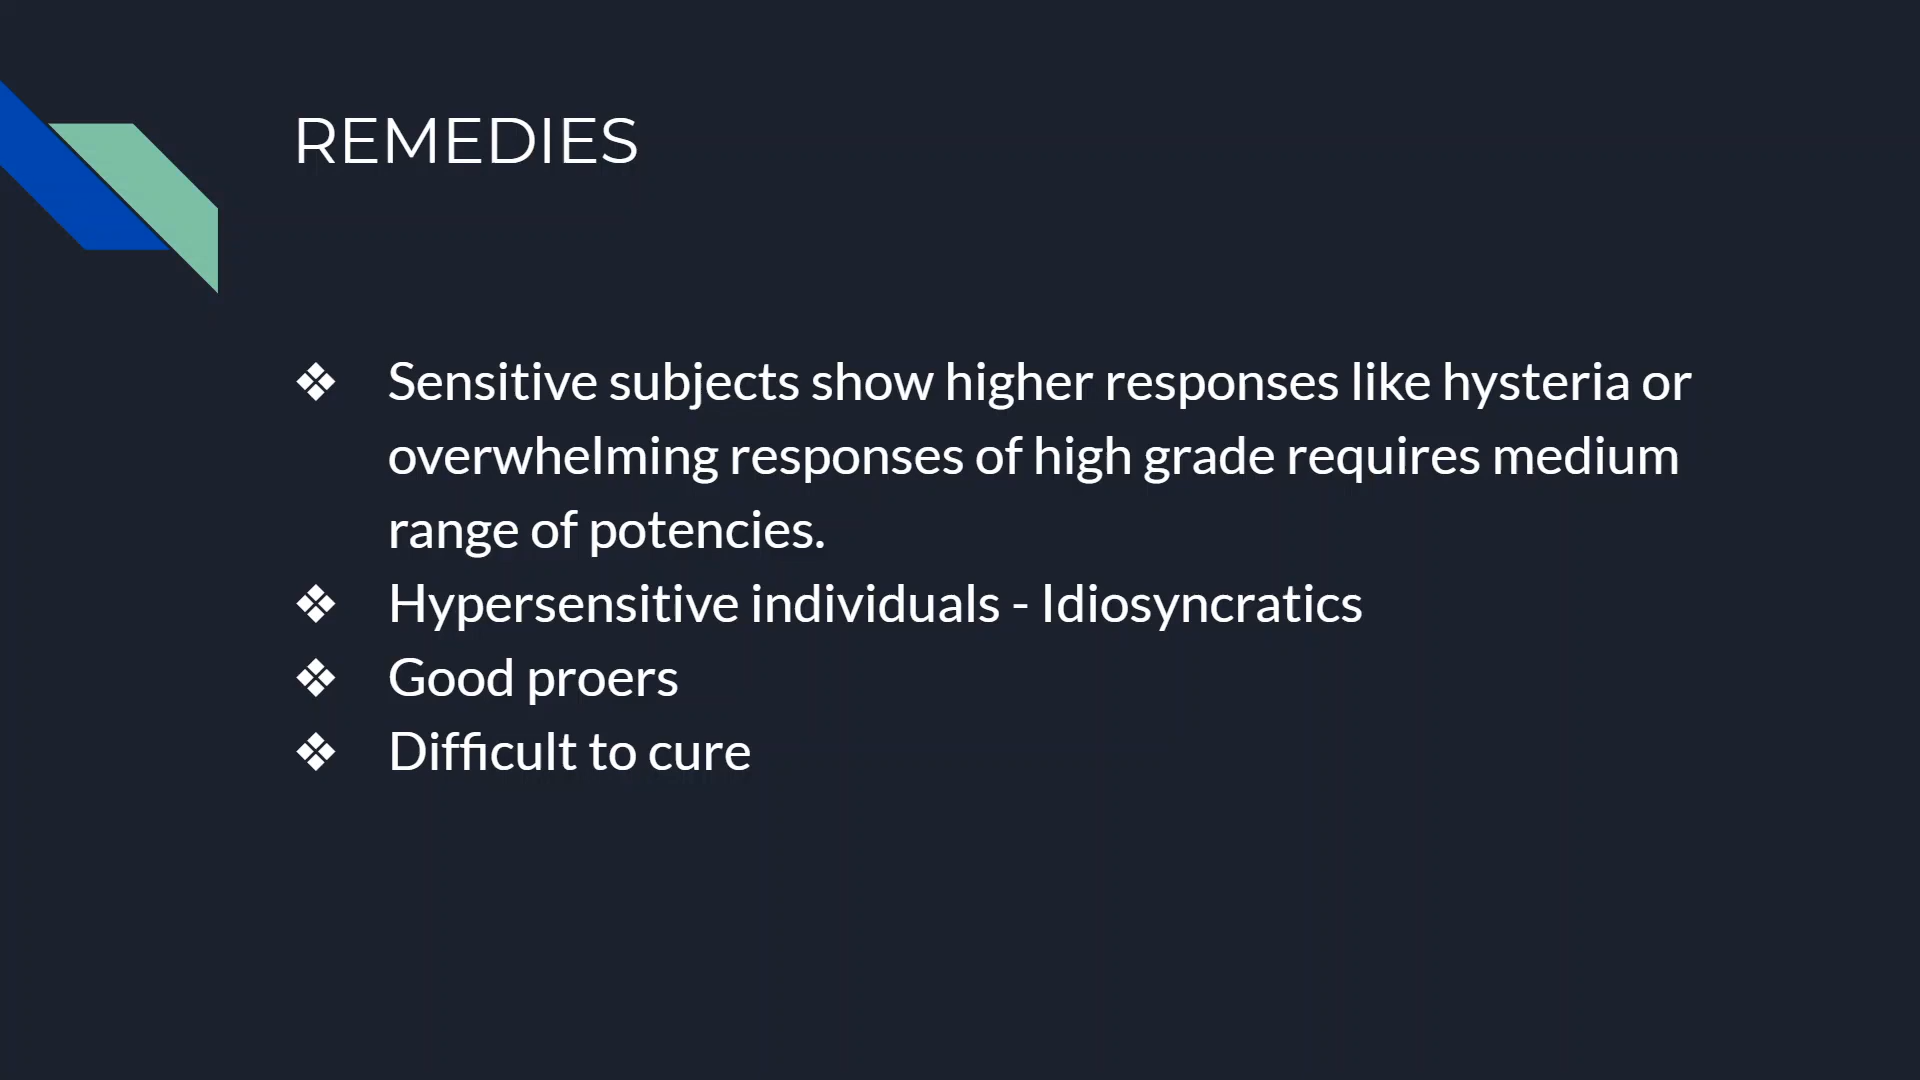 REMEDIES
❖ Sensitive subjects show higher responses like hysteria or
overwhelming responses of high grade requires medium
range of potencies.
❖ Hypersensitive individuals - Idiosyncratics
❖ Good proers
❖ Difficult to cure